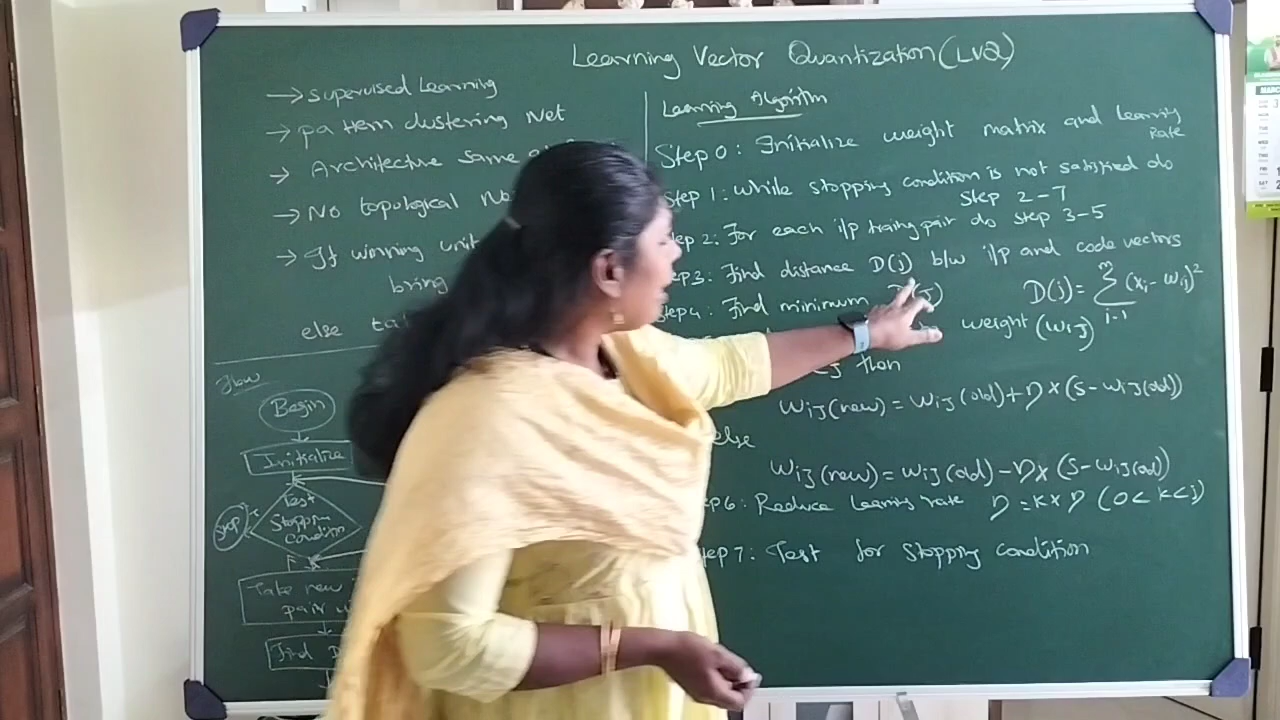 Learning Vector Quantization (LVQ)
→ Supervised Learning
→ pattern clustering Net
→ Architecture same
→ No topological
→ If winning unit
bring
else
Flow
Begin
Initialize
Test
Stopping
Condition
STOP
F
Take new
pair
Find D
Learning Algorithm
Step 0: Initialize weight matrix and Learning
Rate
Step 1: While stopping condition is not satisfied do
Step 2-7
Step 2: For each i/p traing pair do step 3-5
Step 3: Find distance D(j) b/w i/p and code vectors
Step 4: Find minimum D(j)
D(j) = Σ (xi - wij)²
m
i=1
weight (wij)
then
wij(new) = wij(old) + η × (s - wij(old))
else
wij(new) = wij(old) - η × (s - wij(old))
Step 6: Reduce learning rate η = k × η (0 < k < 1)
Step 7: Test for stopping condition